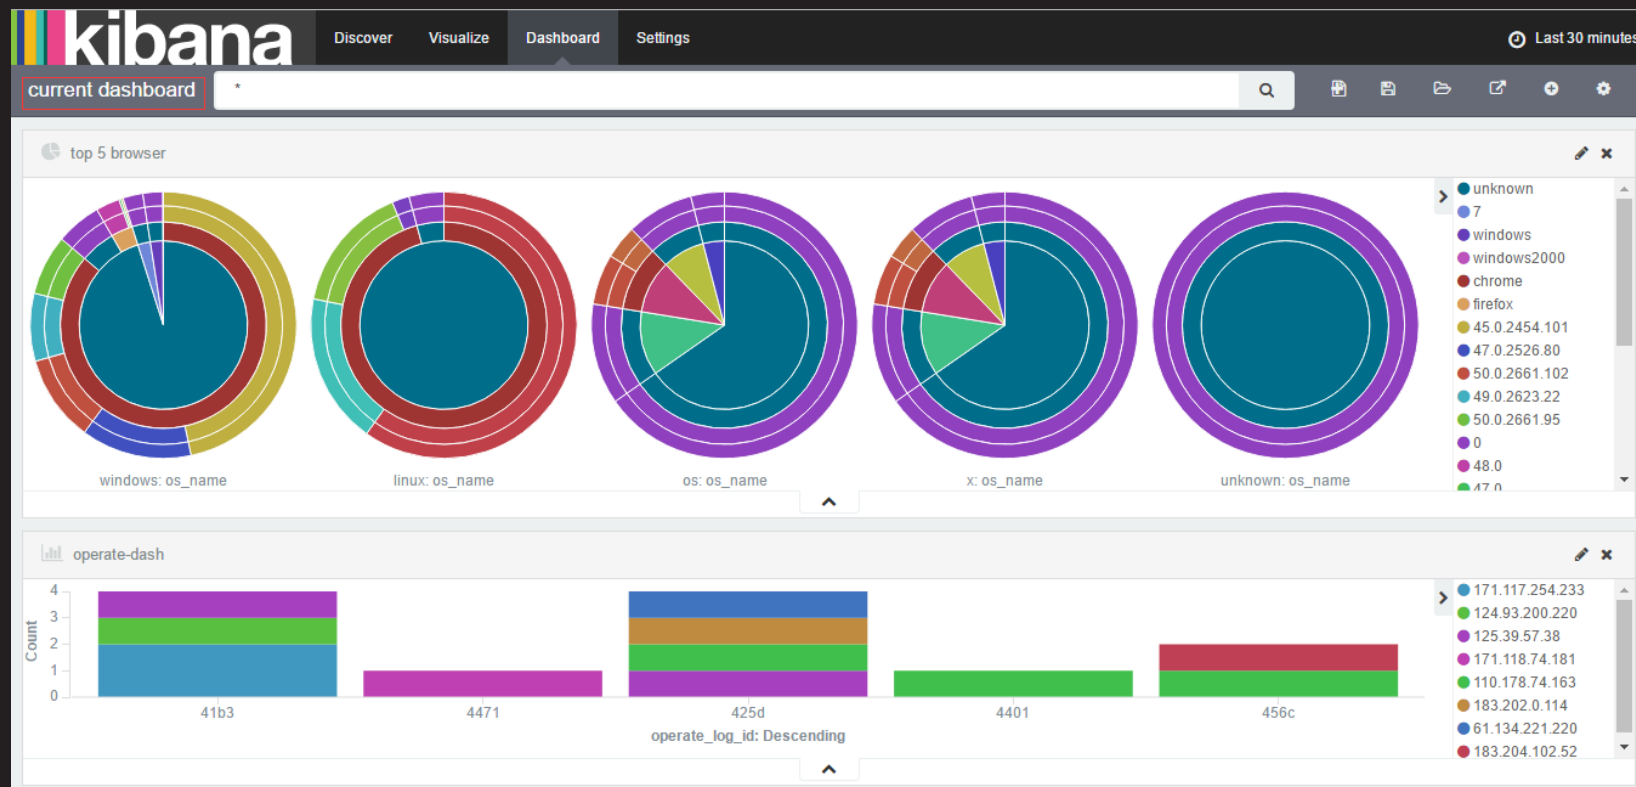 kibana
Discover Visualize Dashboard Settings Last 30 minutes
current dashboard *
top 5 browser
unknown
7
windows
windows2000
chrome
firefox
45.0.2454.101
47.0.2526.80
50.0.2661.102
49.0.2623.22
50.0.2661.95
0
48.0
47.0
windows: os_name linux: os_name os: os_name x: os_name unknown: os_name
operate-dash
Count
4
3
2
1
0
41b3 4471 425d 4401 456c
operate_log_id: Descending
171.117.254.233
124.93.200.220
125.39.57.38
171.118.74.181
110.178.74.163
183.202.0.114
61.134.221.220
183.204.102.52